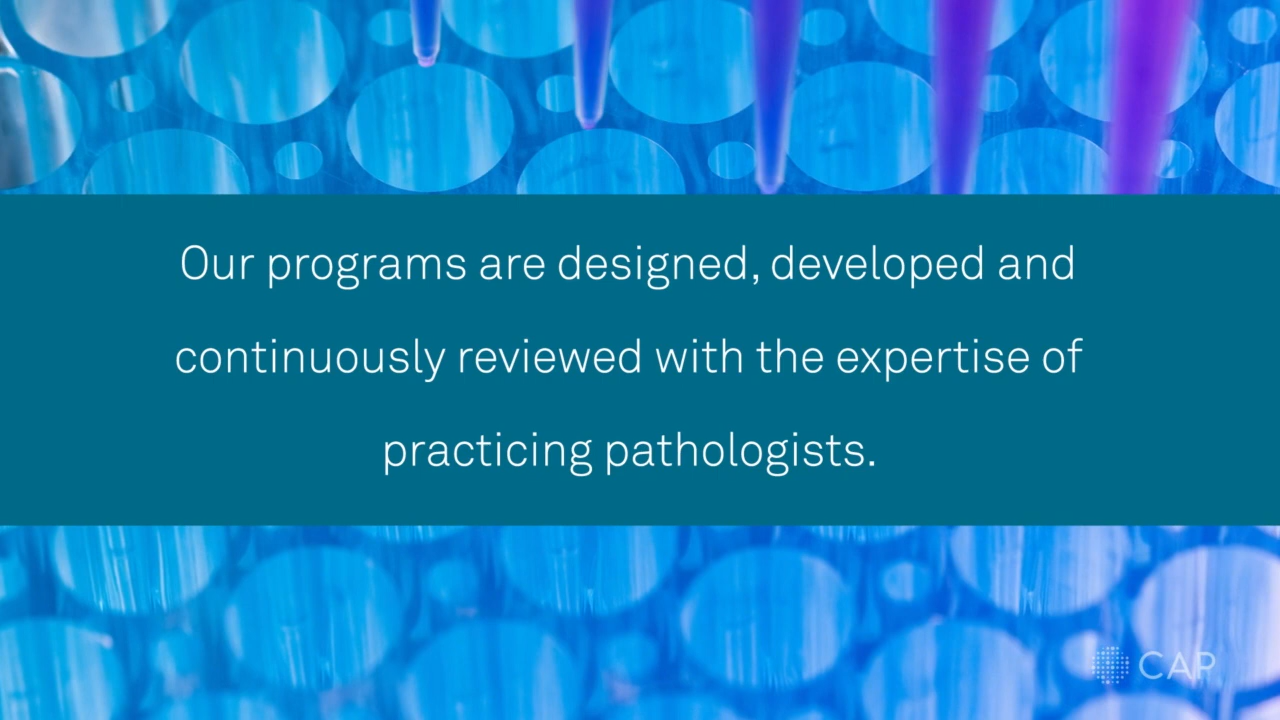 Our programs are designed, developed and
continuously reviewed with the expertise of
practicing pathologists.
CAP